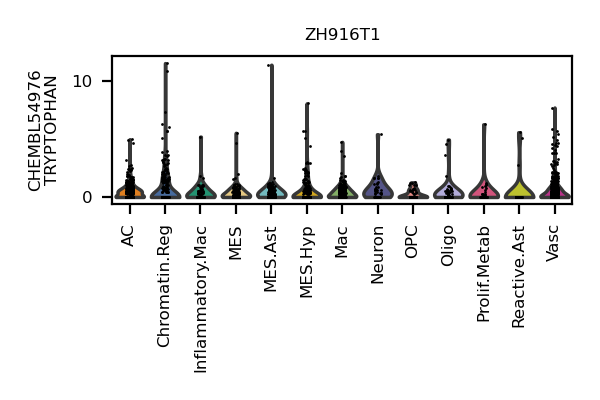 ZH916T1
CHEMBL54976
TRYPTOPHAN
10
0
AC
Chromatin.Reg
Inflammatory.Mac
MES
MES.Ast
MES.Hyp
Mac
Neuron
OPC
Oligo
Prolif.Metab
Reactive.Ast
Vasc